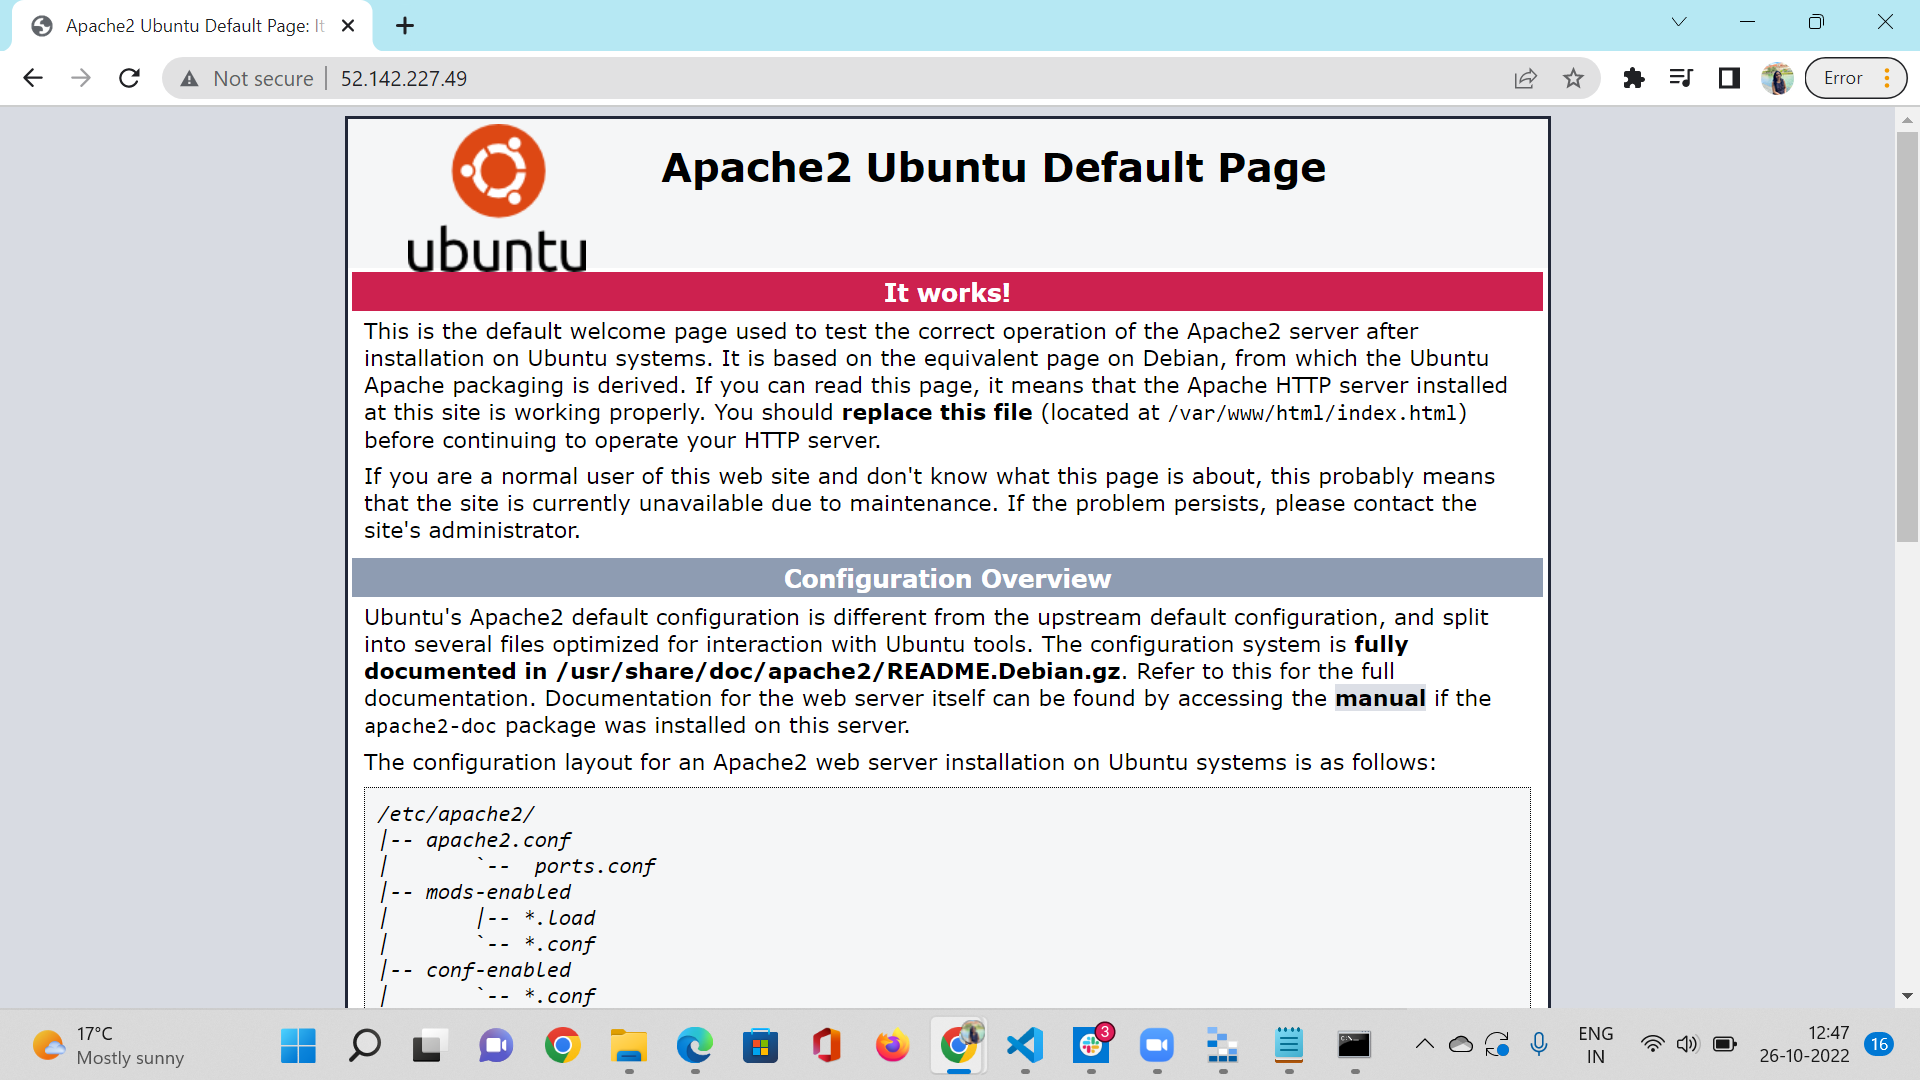 Apache2 Ubuntu Default Page: It
Not secure
52.142.227.49
Error
ubuntu
Apache2 Ubuntu Default Page
It works!
This is the default welcome page used to test the correct operation of the Apache2 server after
installation on Ubuntu systems. It is based on the equivalent page on Debian, from which the Ubuntu
Apache packaging is derived. If you can read this page, it means that the Apache HTTP server installed
at this site is working properly. You should replace this file (located at /var/www/html/index.html)
before continuing to operate your HTTP server.
If you are a normal user of this web site and don't know what this page is about, this probably means
that the site is currently unavailable due to maintenance. If the problem persists, please contact the
site's administrator.
Configuration Overview
Ubuntu's Apache2 default configuration is different from the upstream default configuration, and split
into several files optimized for interaction with Ubuntu tools. The configuration system is fully
documented in /usr/share/doc/apache2/README.Debian.gz. Refer to this for the full
documentation. Documentation for the web server itself can be found by accessing the manual if the
apache2-doc package was installed on this server.
The configuration layout for an Apache2 web server installation on Ubuntu systems is as follows:
/etc/apache2/
|-- apache2.conf
|       `--  ports.conf
|-- mods-enabled
|       |-- *.load
|       `-- *.conf
|-- conf-enabled
|       `-- *.conf
17°C
Mostly sunny
3
ENG
IN
12:47
26-10-2022
16